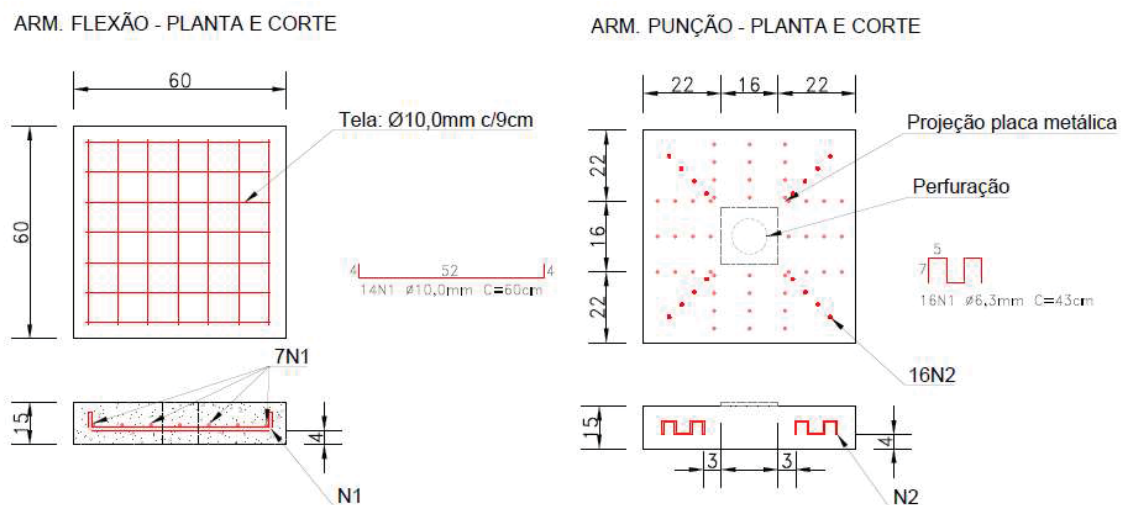 ARM. FLEXÃO - PLANTA E CORTE
60
Tela: Ø10,0mm c/9cm
60
4 52 4
14N1 Ø10,0mm C=60cm
7N1
15
4
N1
ARM. PUNÇÃO - PLANTA E CORTE
22 16 22
Projeção placa metálica
Perfuração
22
16
22
5
7
16N1 Ø6,3mm C=43cm
16N2
15
4
3 3
N2